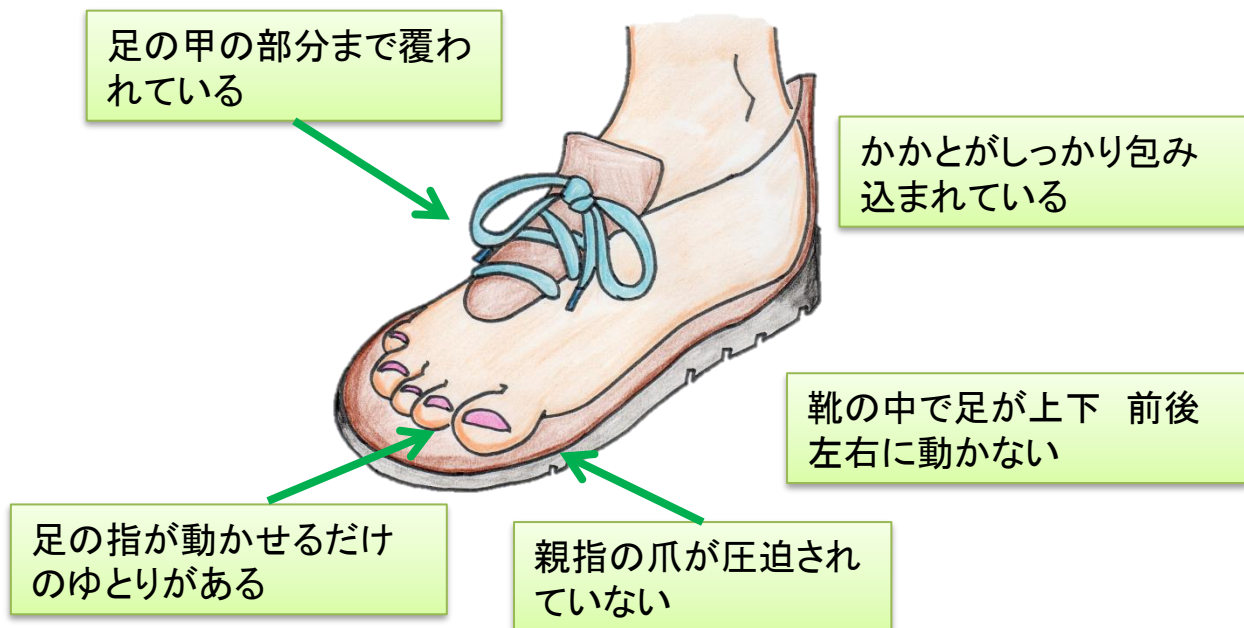 足の甲の部分まで覆わ
れている
かかとがしっかり包み
込まれている
靴の中で足が上下　前後
左右に動かない
足の指が動かせるだけ
のゆとりがある
親指の爪が圧迫され
ていない